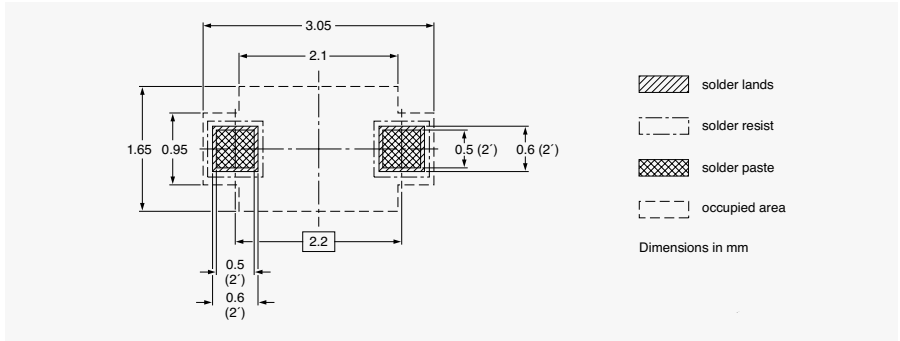 3.05
2.1
solder lands
solder resist
1.65 0.95 0.5 (2´) 0.6 (2´)
solder paste
occupied area
2.2
Dimensions in mm
0.5
(2´)
0.6
(2´)